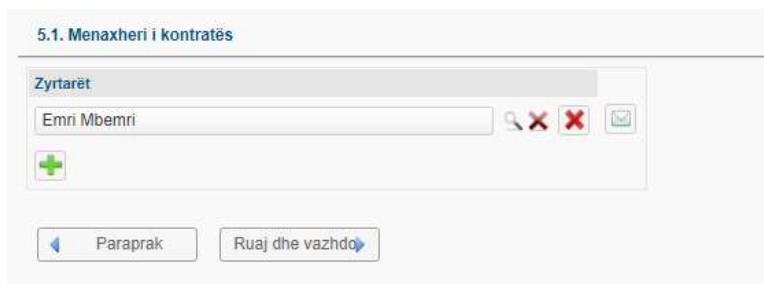 5.1. Menaxheri i kontratës
Zyrtarët
Emri Mbemri
Paraprak
Ruaj dhe vazhdo